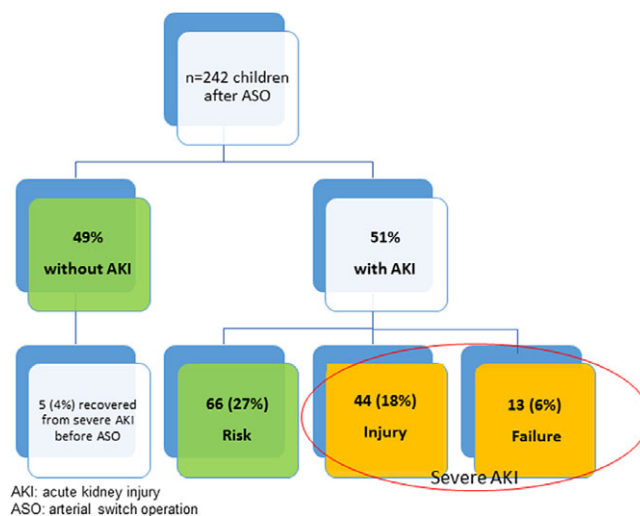 n=242 children
after ASO
49%
without AKI
51%
with AKI
5 (4%) recovered
from severe AKI
before ASO
66 (27%)
Risk
44 (18%)
Injury
13 (6%)
Failure
Severe AKI
AKI: acute kidney injury
ASO: arterial switch operation